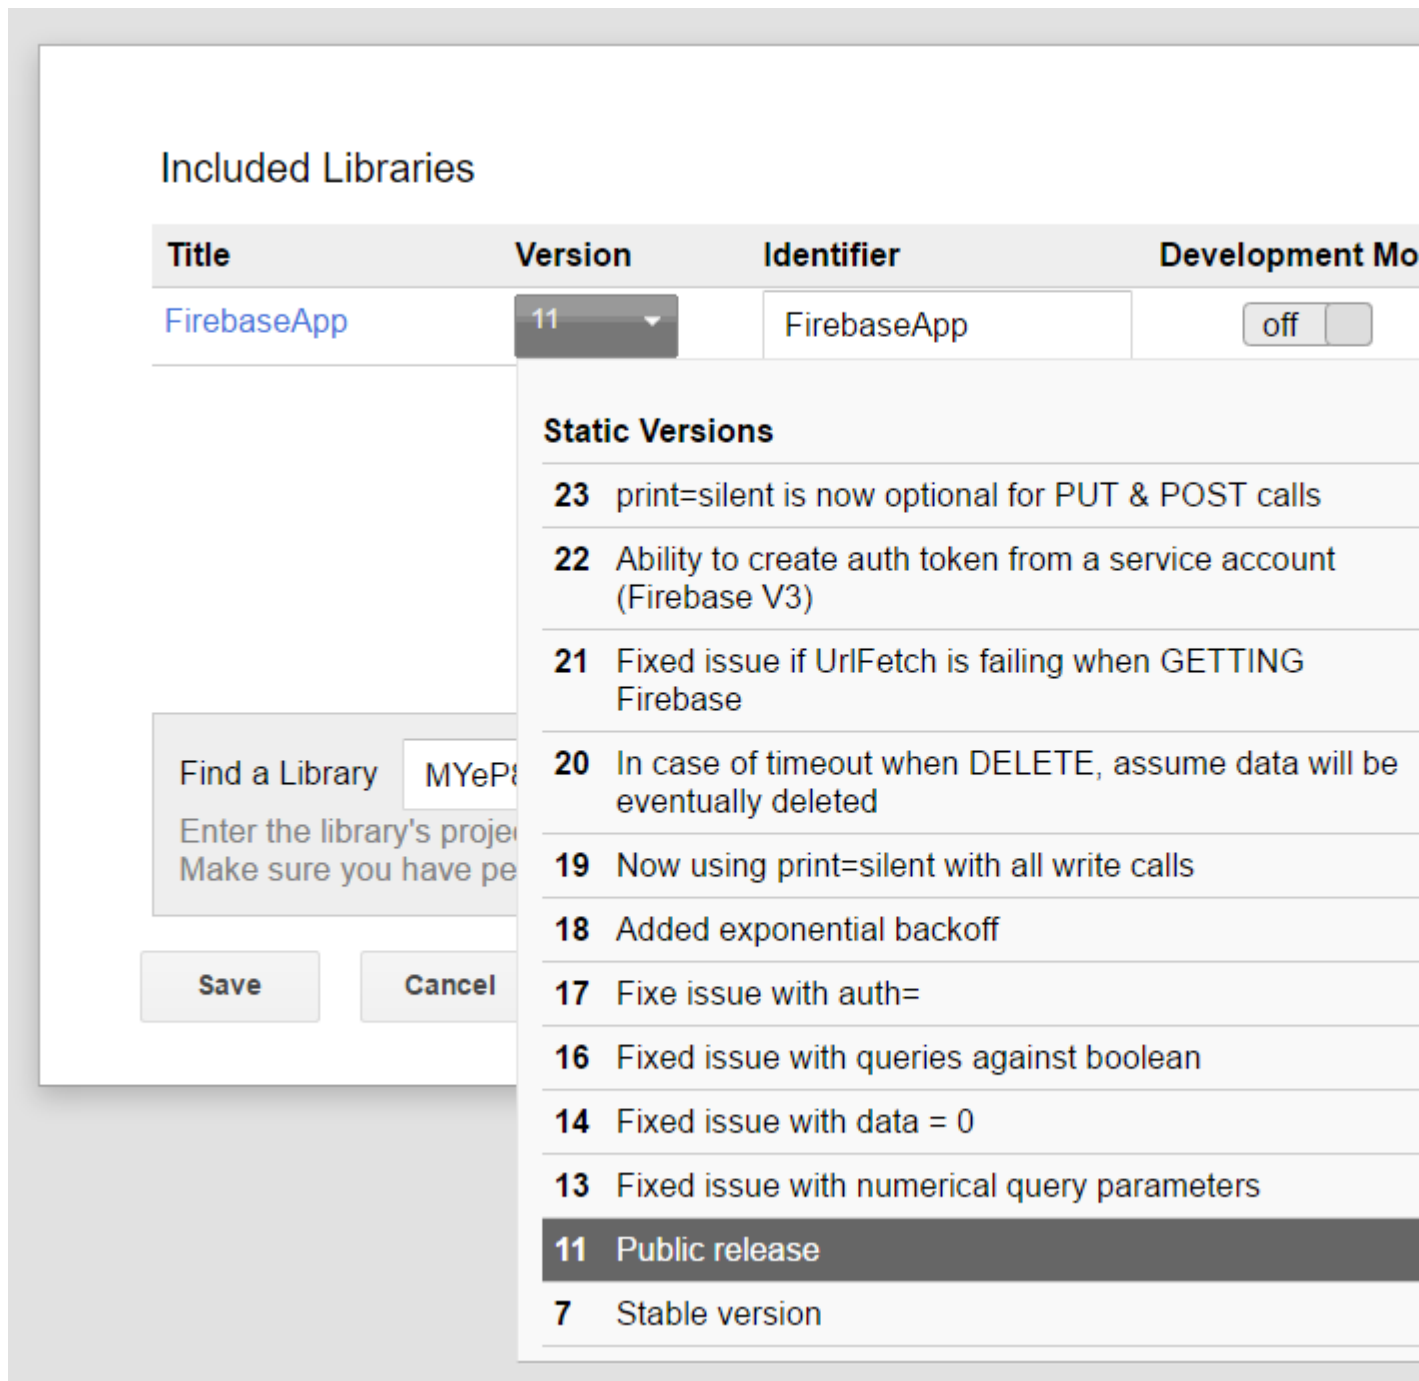 Included Libraries
Title Version Identifier Development Mo
FirebaseApp 11 FirebaseApp off
Static Versions
23 print=silent is now optional for PUT & POST calls
22 Ability to create auth token from a service account
(Firebase V3)
21 Fixed issue if UrlFetch is failing when GETTING
Firebase
20 In case of timeout when DELETE, assume data will be
eventually deleted
19 Now using print=silent with all write calls
18 Added exponential backoff
17 Fixe issue with auth=
16 Fixed issue with queries against boolean
14 Fixed issue with data = 0
13 Fixed issue with numerical query parameters
11 Public release
7 Stable version
Find a Library MYeP
Enter the library's proje
Make sure you have pe
Save Cancel